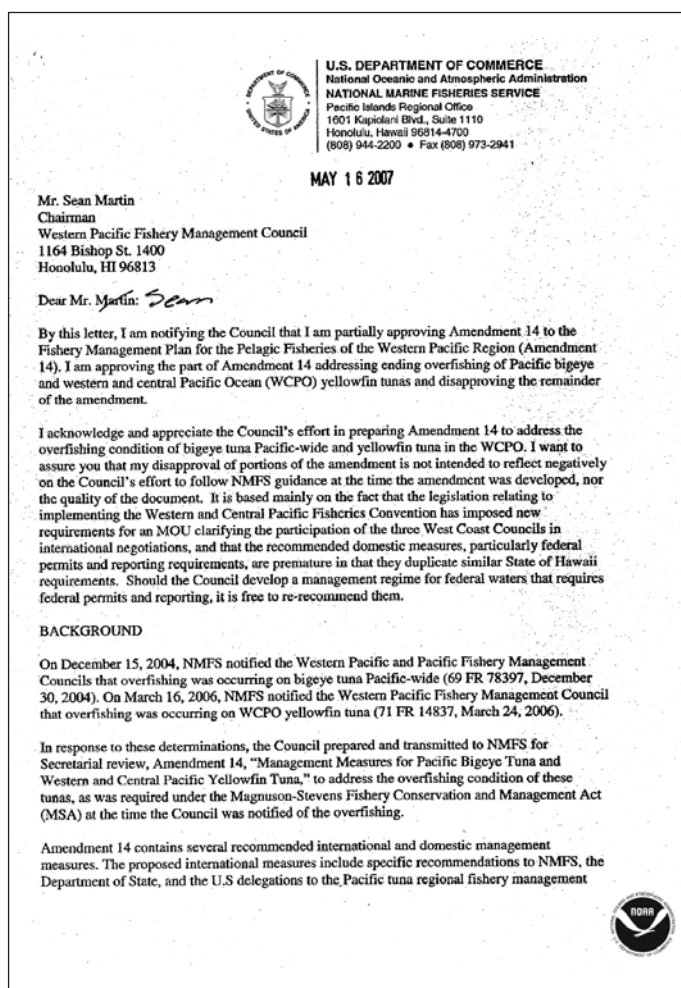 U.S. DEPARTMENT OF COMMERCE
National Oceanic and Atmospheric Administration
NATIONAL MARINE FISHERIES SERVICE
Pacific Islands Regional Office
1601 Kapiolani Blvd., Suite 1110
Honolulu, Hawaii 96814-4700
(808) 944-2200 • Fax (808) 973-2941
DEPARTMENT OF COMMERCE
UNITED STATES OF AMERICA
MAY 16 2007
Mr. Sean Martin
Chairman
Western Pacific Fishery Management Council
1164 Bishop St. 1400
Honolulu, HI 96813
Dear Mr. Martin: Sean
By this letter, I am notifying the Council that I am partially approving Amendment 14 to the
Fishery Management Plan for the Pelagic Fisheries of the Western Pacific Region (Amendment
14). I am approving the part of Amendment 14 addressing ending overfishing of Pacific bigeye
and western and central Pacific Ocean (WCPO) yellowfin tunas and disapproving the remainder
of the amendment.
I acknowledge and appreciate the Council's effort in preparing Amendment 14 to address the
overfishing condition of bigeye tuna Pacific-wide and yellowfin tuna in the WCPO. I want to
assure you that my disapproval of portions of the amendment is not intended to reflect negatively
on the Council's effort to follow NMFS guidance at the time the amendment was developed, nor
the quality of the document. It is based mainly on the fact that the legislation relating to
implementing the Western and Central Pacific Fisheries Convention has imposed new
requirements for an MOU clarifying the participation of the three West Coast Councils in
international negotiations, and that the recommended domestic measures, particularly federal
permits and reporting requirements, are premature in that they duplicate similar State of Hawaii
requirements. Should the Council develop a management regime for federal waters that requires
federal permits and reporting, it is free to re-recommend them.
BACKGROUND
On December 15, 2004, NMFS notified the Western Pacific and Pacific Fishery Management
Councils that overfishing was occurring on bigeye tuna Pacific-wide (69 FR 78397, December
30, 2004). On March 16, 2006, NMFS notified the Western Pacific Fishery Management Council
that overfishing was occurring on WCPO yellowfin tuna (71 FR 14837, March 24, 2006).
In response to these determinations, the Council prepared and transmitted to NMFS for
Secretarial review, Amendment 14, "Management Measures for Pacific Bigeye Tuna and
Western and Central Pacific Yellowfin Tuna," to address the overfishing condition of these
tunas, as was required under the Magnuson-Stevens Fishery Conservation and Management Act
(MSA) at the time the Council was notified of the overfishing.
Amendment 14 contains several recommended international and domestic management
measures. The proposed international measures include specific recommendations to NMFS, the
Department of State, and the U.S delegations to the Pacific tuna regional fishery management
NOAA